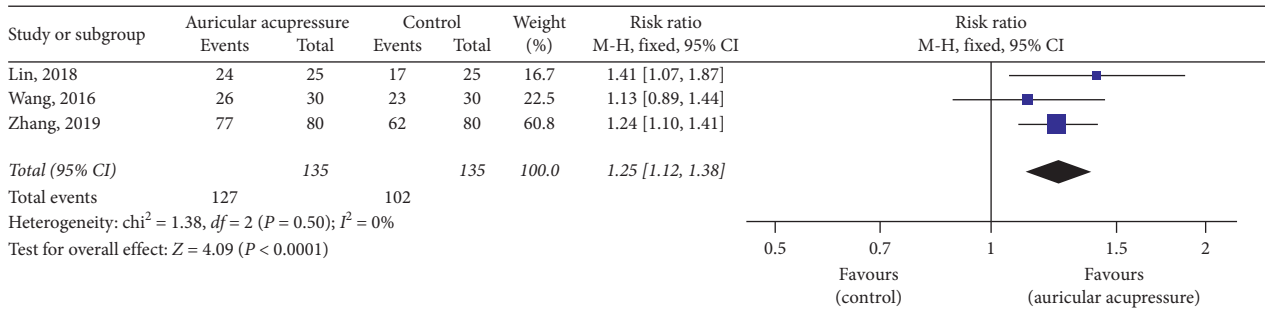 Study or subgroup Auricular acupressure Control Weight Risk ratio Risk ratio
Events Total Events Total (%) M-H, fixed, 95% CI M-H, fixed, 95% CI
Lin, 2018 24 25 17 25 16.7 1.41 [1.07, 1.87]
Wang, 2016 26 30 23 30 22.5 1.13 [0.89, 1.44]
Zhang, 2019 77 80 62 80 60.8 1.24 [1.10, 1.41]
Total (95% CI) 135 135 100.0 1.25 [1.12, 1.38]
Total events 127 102
Heterogeneity: chi² = 1.38, df = 2 (P = 0.50); I² = 0%
Test for overall effect: Z = 4.09 (P < 0.0001)
0.5 0.7 1 1.5 2
Favours Favours
(control) (auricular acupressure)